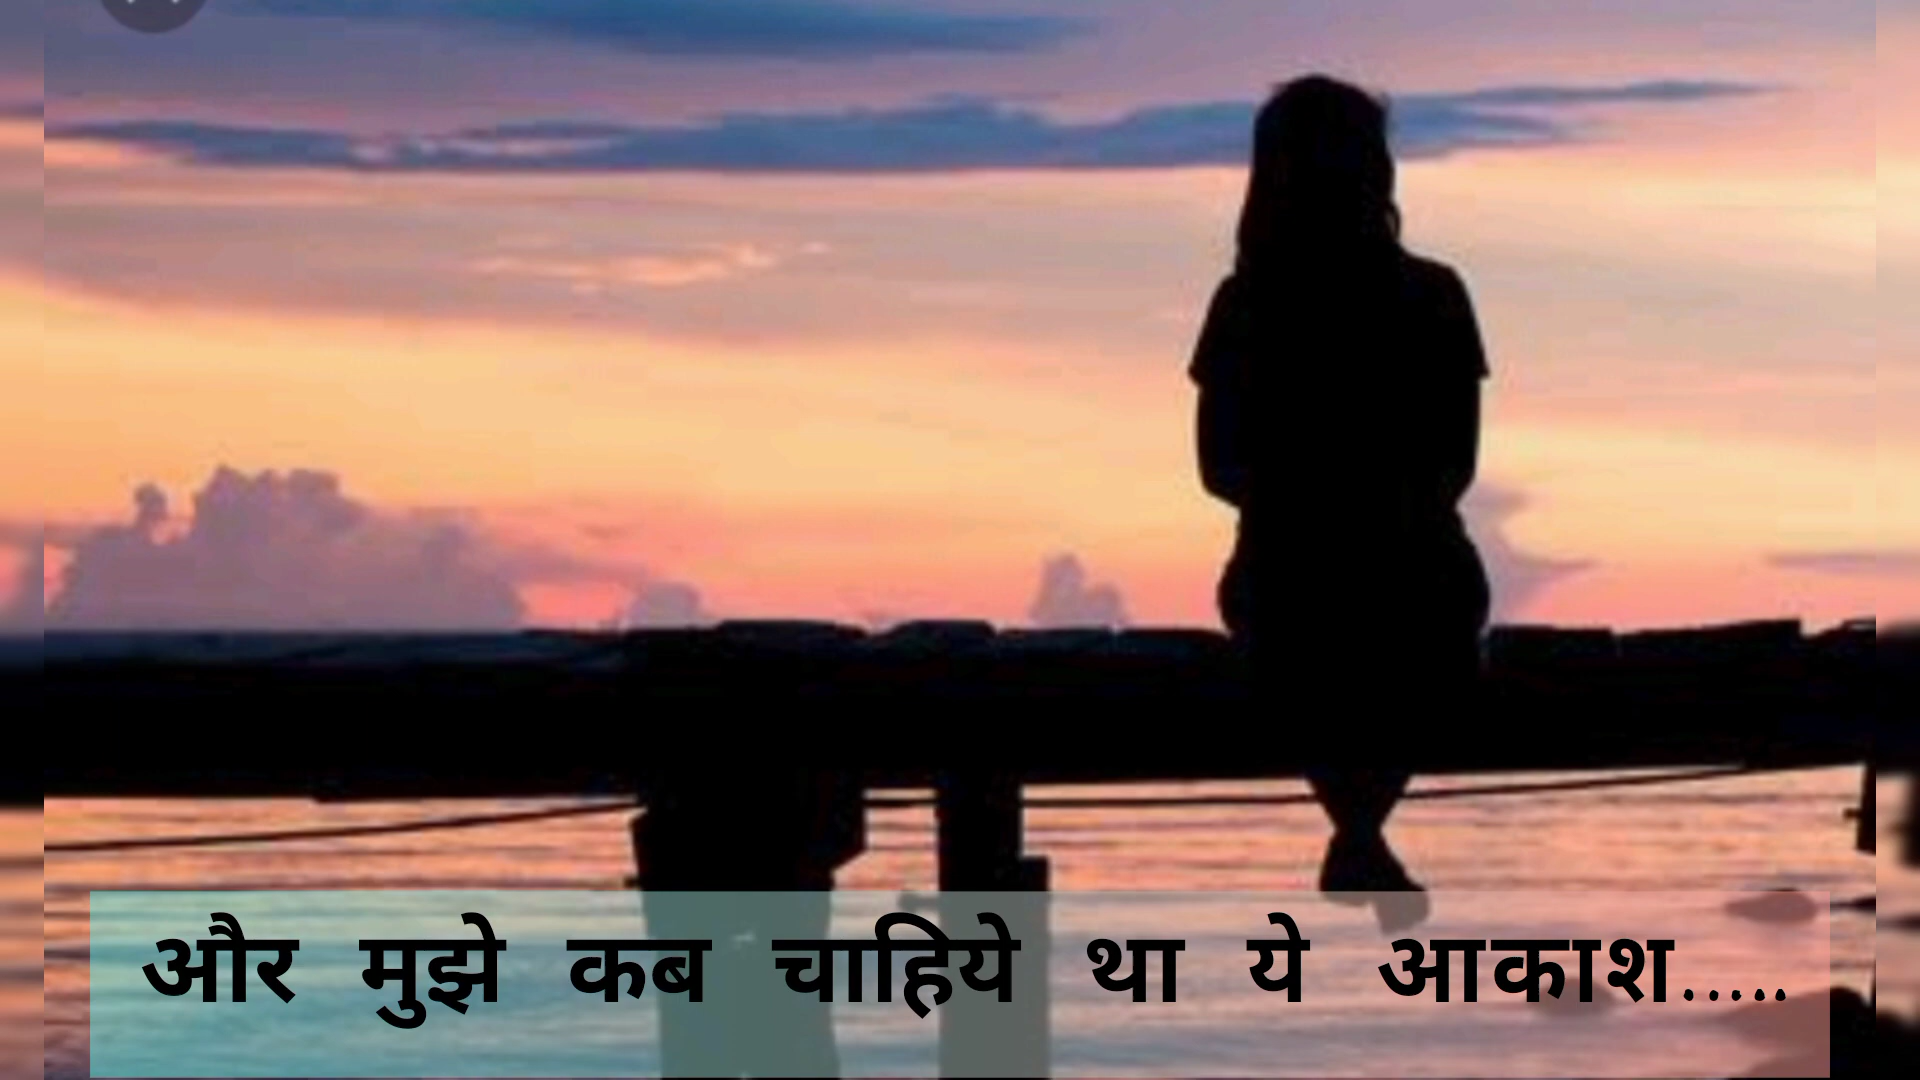 और मुझे कब चाहिये था ये आकाश.....